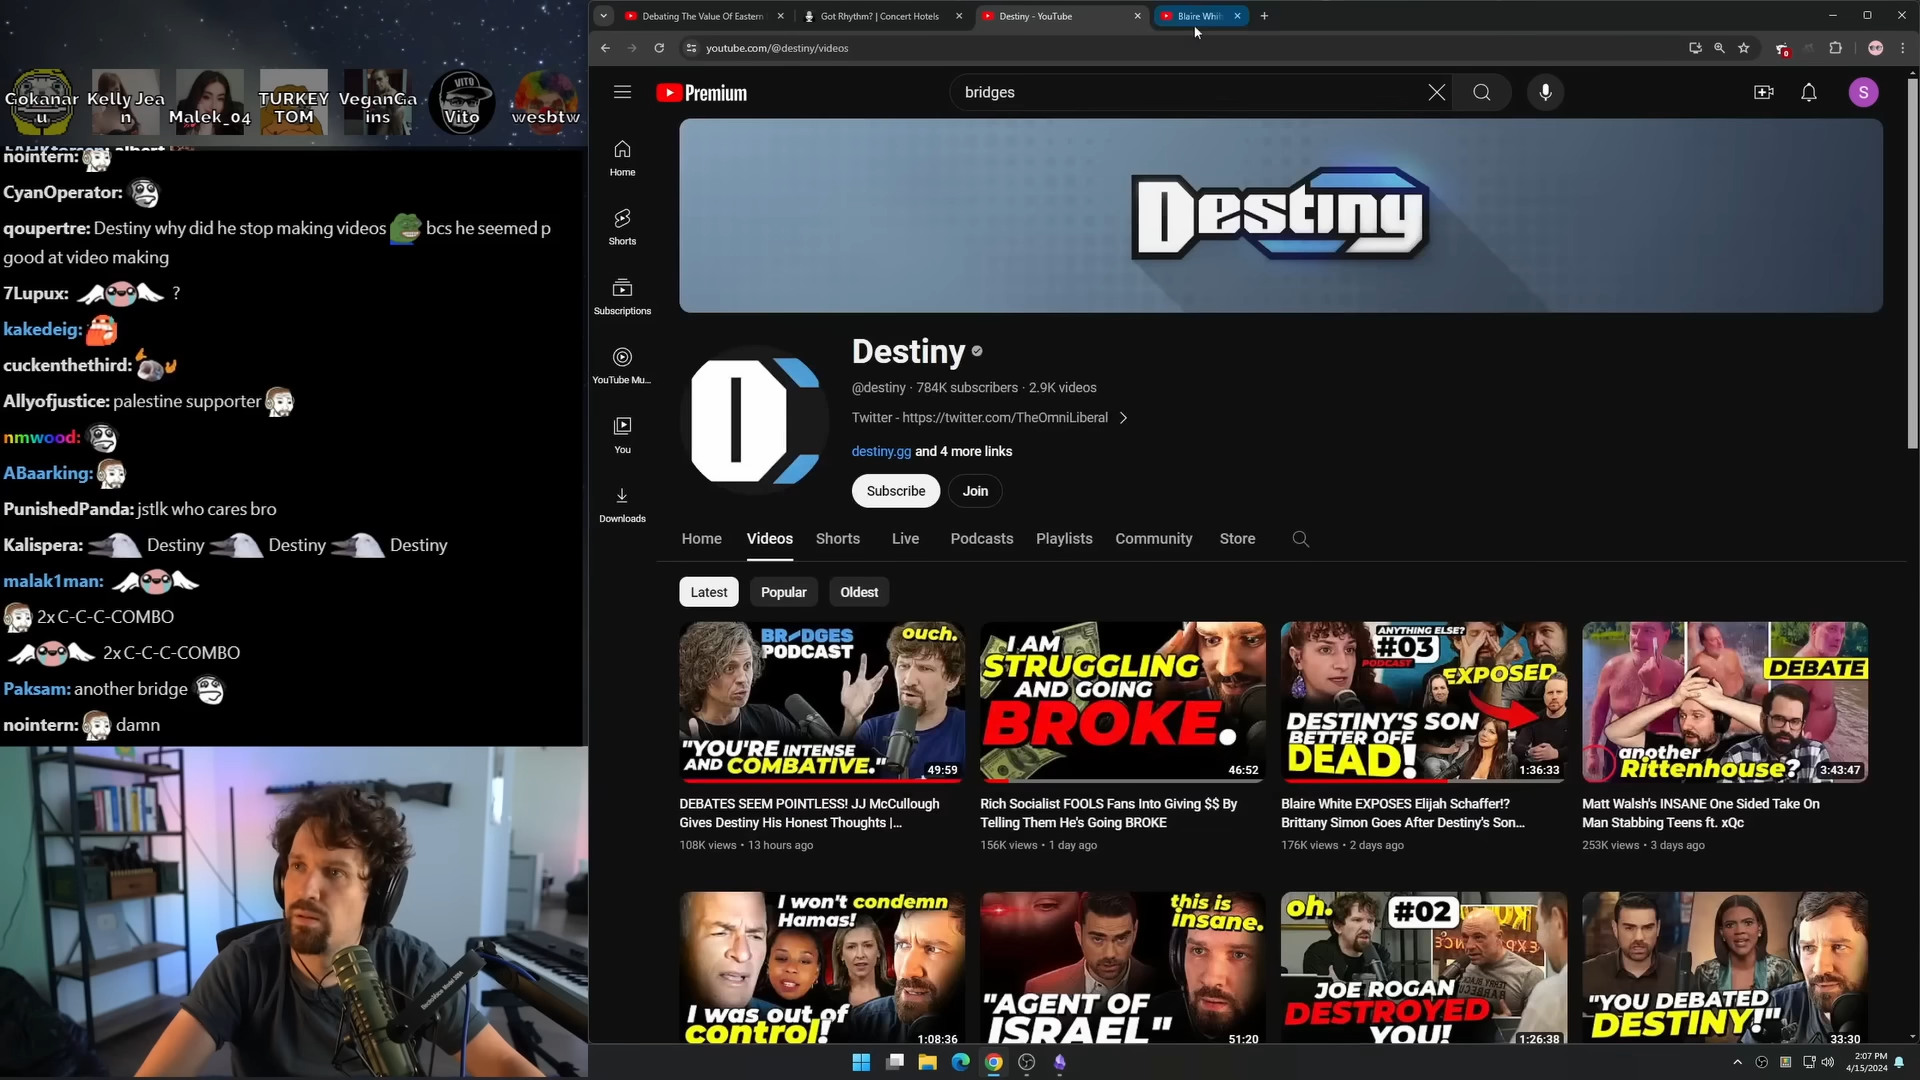 Gokanaru
Kelly Jean
Malek_04
TURKEY TOM
VeganGains
Vito
wesbtw
VITO
nointern:
CyanOperator:
qoupertre: Destiny why did he stop making videos bcs he seemed p
good at video making
7Lupux: ?
kakedeig:
cuckenthethird:
Allyofjustice: palestine supporter
nmwood:
ABaarking:
PunishedPanda: jstlk who cares bro
Kalispera: Destiny Destiny Destiny
malak1man:
2x C-C-C-COMBO
2x C-C-C-COMBO
Paksam: another bridge
nointern: damn
Debating The Value Of Eastern
Got Rhythm? | Concert Hotels
Destiny - YouTube
Blaire Whit
youtube.com/@destiny/videos
0
Premium
bridges
S
Home
Shorts
Subscriptions
YouTube Mu...
You
Downloads
Destiny
Destiny
@destiny · 784K subscribers · 2.9K videos
Twitter - https://twitter.com/TheOmniLiberal
destiny.gg and 4 more links
Subscribe
Join
Home
Videos
Shorts
Live
Podcasts
Playlists
Community
Store
Latest
Popular
Oldest
BRIDGES
PODCAST
ouch.
"YOU'RE INTENSE
AND COMBATIVE."
49:59
DEBATES SEEM POINTLESS! JJ McCullough
Gives Destiny His Honest Thoughts |...
108K views • 13 hours ago
I AM
STRUGGLING
AND GOING
BROKE.
46:52
Rich Socialist FOOLS Fans Into Giving $$ By
Telling Them He's Going BROKE
156K views • 1 day ago
ANYTHING ELSE?
#03
PODCAST
EXPOSED
DESTINY'S SON
BETTER OFF
DEAD!
1:36:33
Blaire White EXPOSES Elijah Schaffer!?
Brittany Simon Goes After Destiny's Son...
176K views • 2 days ago
DEBATE
another
Rittenhouse?
3:43:47
Matt Walsh's INSANE One Sided Take On
Man Stabbing Teens ft. xQc
253K views • 3 days ago
I won't condemn
Hamas!
I was out of
control!
1:08:36
this is
insane.
"AGENT OF
ISRAEL"
51:20
oh.
#02
JOE ROGAN
DESTROYED
YOU!
1:26:38
"YOU DEBATED
DESTINY!"
33:30
2:07 PM
4/15/2024